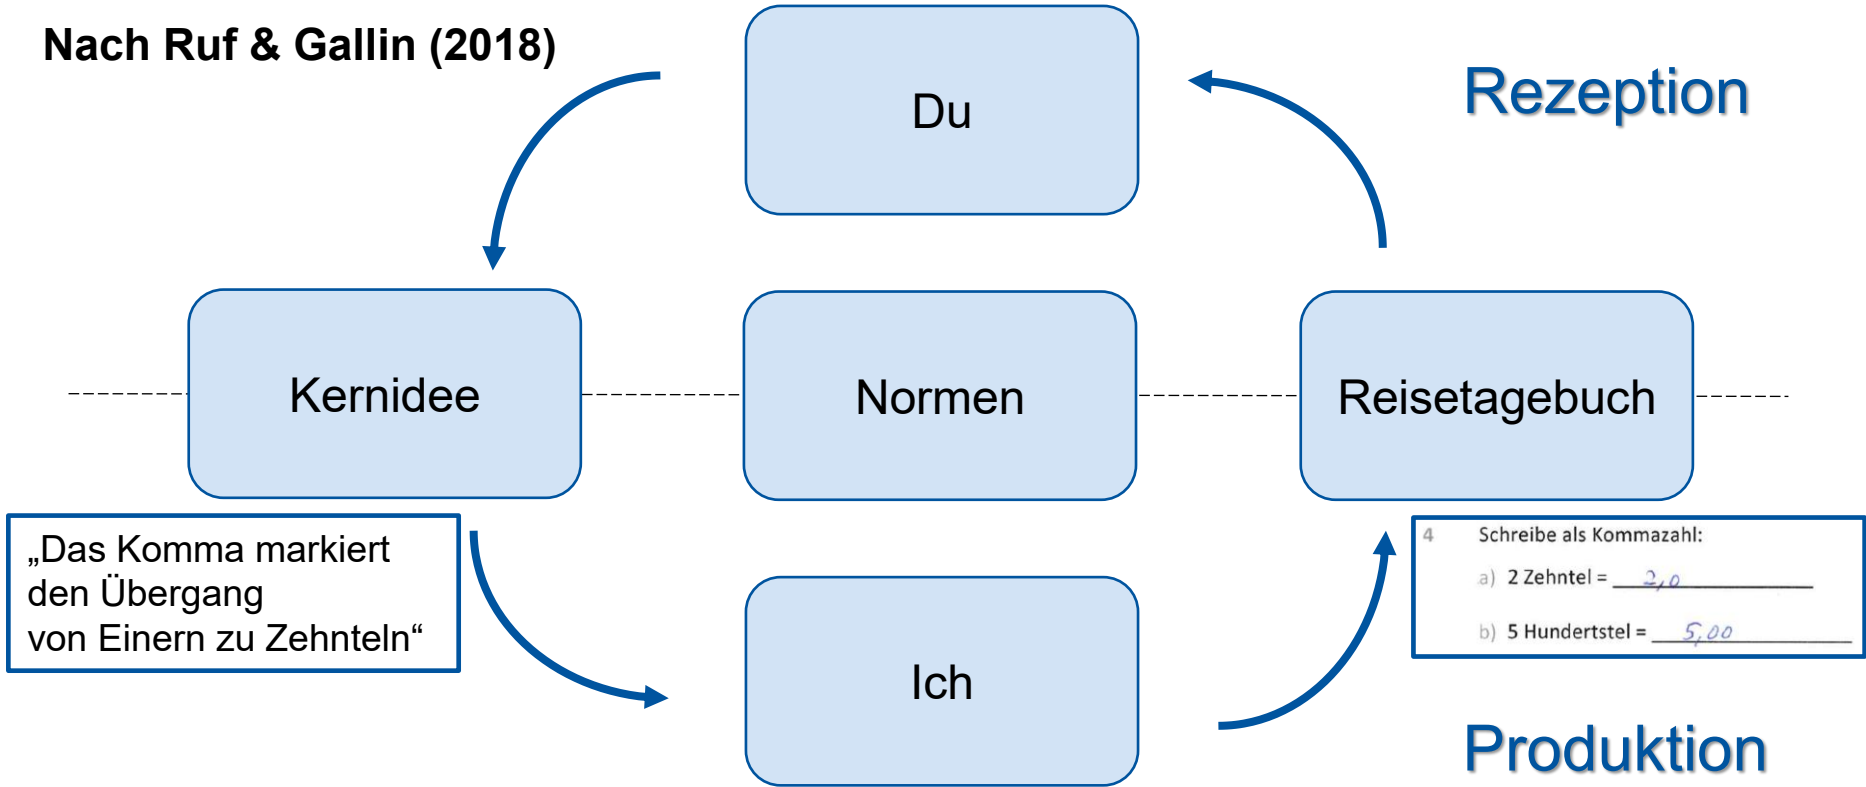 Nach Ruf & Gallin (2018)
Du
Rezeption
Kernidee
Normen
Reisetagebuch
„Das Komma markiert
den Übergang
von Einern zu Zehnteln“
4 Schreibe als Kommazahl:
a) 2 Zehntel = 2,0
b) 5 Hundertstel = 5,00
Ich
Produktion